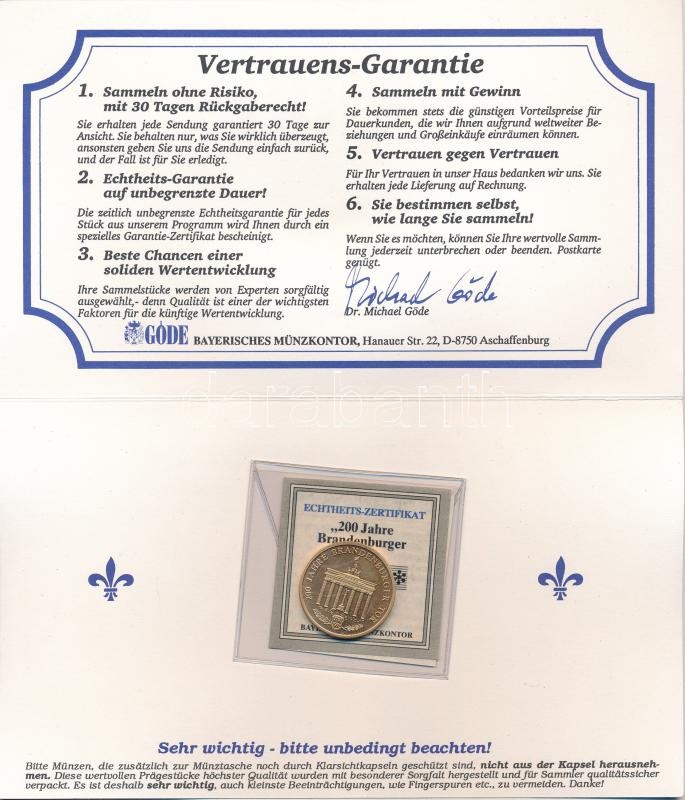 Vertrauens-Garantie
1. Sammeln ohne Risiko,
mit 30 Tagen Rückgaberecht!
Sie erhalten jede Sendung garantiert 30 Tage zur
Ansicht. Sie behalten nur, was Sie wirklich überzeugt,
ansonsten geben Sie uns die Sendung einfach zurück,
und der Fall ist für Sie erledigt.
2. Echtheits-Garantie
auf unbegrenzte Dauer!
Die zeitlich unbegrenzte Echtheitsgarantie für jedes
Stück aus unserem Programm wird Ihnen durch ein
spezielles Garantie-Zertifikat bescheinigt.
3. Beste Chancen einer
soliden Wertentwicklung
Ihre Sammelstücke werden von Experten sorgfältig
ausgewählt,- denn Qualität ist einer der wichtigsten
Faktoren für die künftige Wertentwicklung.
4. Sammeln mit Gewinn
Sie bekommen stets die günstigen Vorteilspreise für
Dauerkunden, die wir Ihnen aufgrund weltweiter Be-
ziehungen und Großeinkäufe einräumen können.
5. Vertrauen gegen Vertrauen
Für Ihr Vertrauen in unser Haus bedanken wir uns. Sie
erhalten jede Lieferung auf Rechnung.
6. Sie bestimmen selbst,
wie lange Sie sammeln!
Wenn Sie es möchten, können Sie Ihre wertvolle Samm-
lung jederzeit unterbrechen oder beenden. Postkarte
genügt.
Michael Göde
Dr. Michael Göde
GÖDE BAYERISCHES MÜNZKONTOR, Hanauer Str. 22, D-8750 Aschaffenburg
darabanth
ECHTHEITS-ZERTIFIKAT
„200 Jahre
Brandenburger
200 JAHRE BRANDENBURGER TOR
BAY MÜNZKONTOR
Sehr wichtig - bitte unbedingt beachten!
Bitte Münzen, die zusätzlich zur Münztasche noch durch Klarsichtkapseln geschützt sind, nicht aus der Kapsel herausneh-
men. Diese wertvollen Prägestücke höchster Qualität wurden mit besonderer Sorgfalt hergestellt und für Sammler qualitätssicher
verpackt. Es ist deshalb sehr wichtig, auch kleinste Beeinträchtigungen, wie Fingerspuren etc., zu vermeiden. Danke!